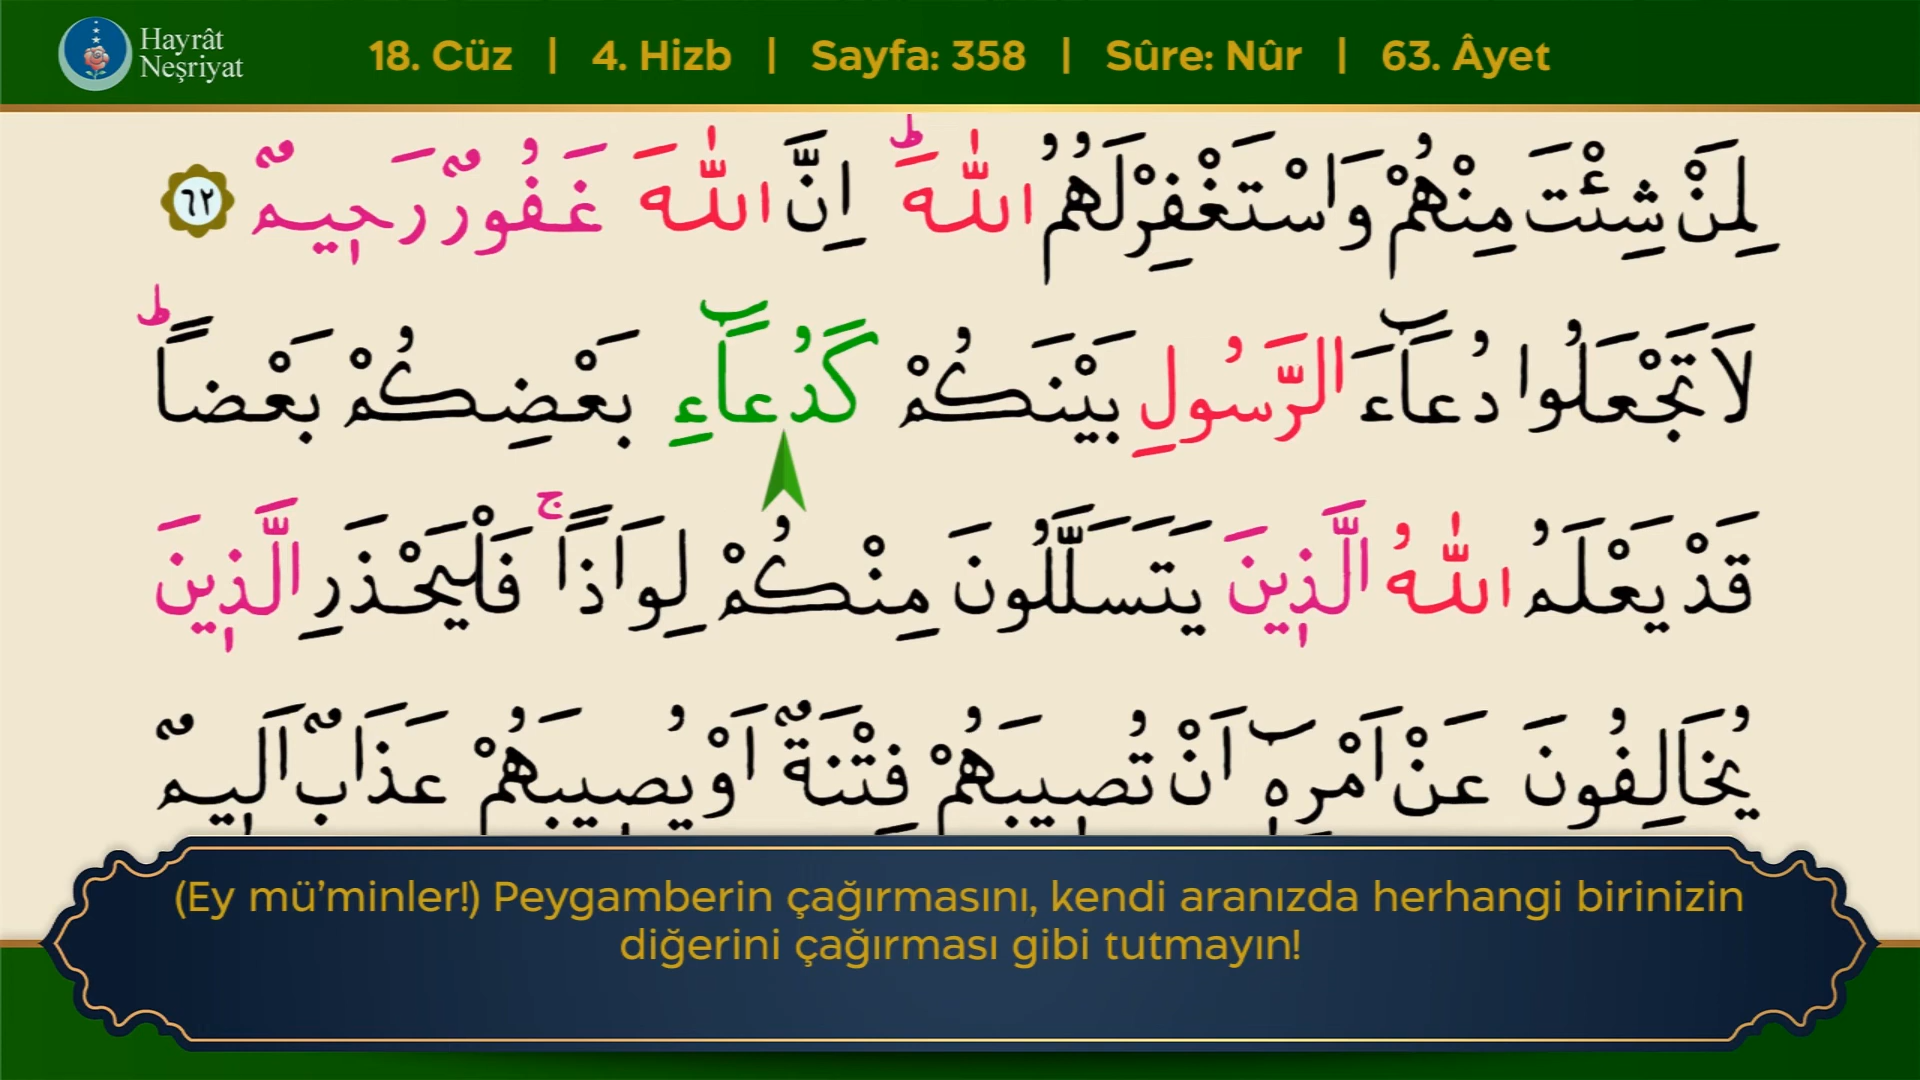 Hayrât
Neşriyat
18. Cüz | 4. Hizb | Sayfa: 358 | Sûre: Nûr | 63. Âyet
لِمَنْ شِئْتَ مِنْهُمْ وَاسْتَغْفِرْ لَهُمُ اللّٰهَؕ اِنَّ اللّٰهَ غَفُورٌ رَحٖيمٌ ٦٢
لَا تَجْعَلُوا دُعَٓاءَ الرَّسُولِ بَيْنَكُمْ كَدُعَٓاءِ بَعْضِكُمْ بَعْضاًؕ
قَدْ يَعْلَمُ اللّٰهُ الَّذٖينَ يَتَسَلَّلُونَ مِنْكُمْ لِوَاذاًۚ فَلْيَحْذَرِ الَّذٖينَ
يُخَالِفُونَ عَنْ اَمْرِهٖٓ اَنْ تُصٖيبَهُمْ فِتْنَةٌ اَوْ يُصٖيبَهُمْ عَذَابٌ اَلٖيمٌ
(Ey mü’minler!) Peygamberin çağırmasını, kendi aranızda herhangi birinizin
diğerini çağırması gibi tutmayın!